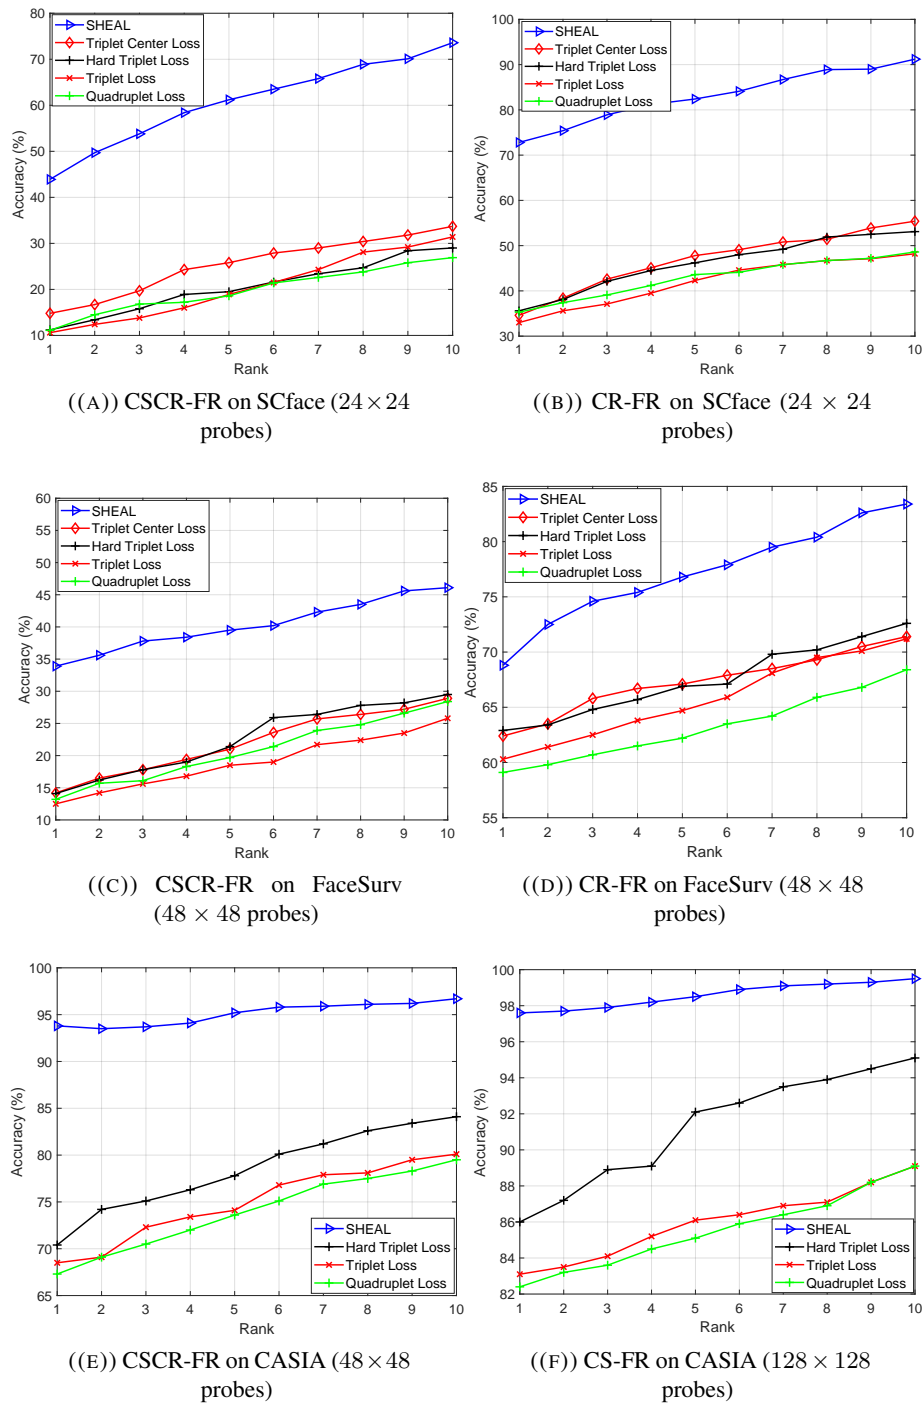 80
70
60
50
40
30
20
10
Accuracy (%)
SHEAL
Triplet Center Loss
Hard Triplet Loss
Triplet Loss
Quadruplet Loss
1 2 3 4 5 6 7 8 9 10
Rank
((A)) CSCR-FR on SCface (24×24
probes)
100
90
80
70
60
50
40
30
Accuracy (%)
SHEAL
Triplet Center Loss
Hard Triplet Loss
Triplet Loss
Quadruplet Loss
1 2 3 4 5 6 7 8 9 10
Rank
((B)) CR-FR on SCface (24 × 24
probes)
60
55
50
45
40
35
30
25
20
15
10
Accuracy (%)
SHEAL
Triplet Center Loss
Hard Triplet Loss
Triplet Loss
Quadruplet Loss
1 2 3 4 5 6 7 8 9 10
Rank
((C)) CSCR-FR on FaceSurv
(48 × 48 probes)
85
80
75
70
65
60
55
Accuracy (%)
SHEAL
Triplet Center Loss
Hard Triplet Loss
Triplet Loss
Quadruplet Loss
1 2 3 4 5 6 7 8 9 10
Rank
((D)) CR-FR on FaceSurv (48 × 48
probes)
100
95
90
85
80
75
70
65
Accuracy (%)
SHEAL
Hard Triplet Loss
Triplet Loss
Quadruplet Loss
1 2 3 4 5 6 7 8 9 10
Rank
((E)) CSCR-FR on CASIA (48×48
probes)
100
98
96
94
92
90
88
86
84
82
Accuracy (%)
SHEAL
Hard Triplet Loss
Triplet Loss
Quadruplet Loss
1 2 3 4 5 6 7 8 9 10
Rank
((F)) CS-FR on CASIA (128 × 128
probes)